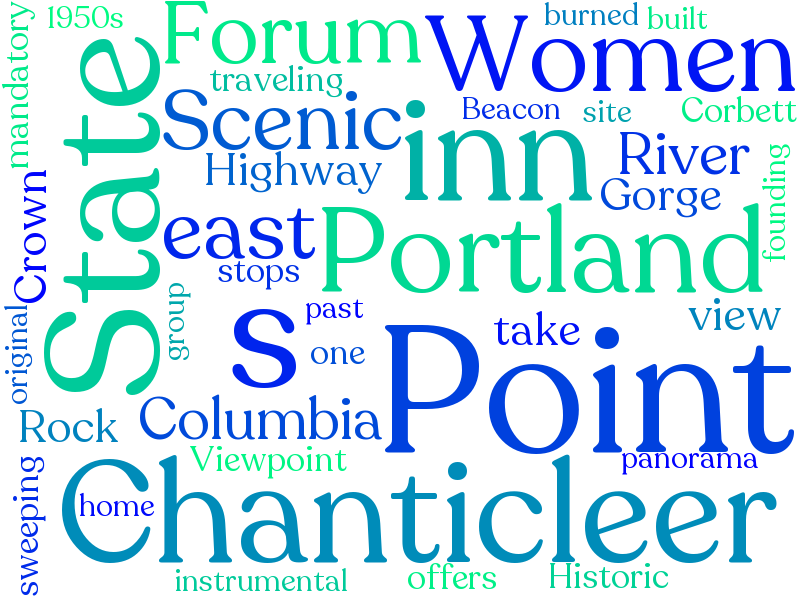 mandatory
1950s
Forum
Women
burned
built
traveling
State
Scenic
Beacon
site
Corbett
inn
River
Highway
Gorge
founding
Crown
east
Portland
stops
group
s
past
take
view
original
one
Point
Rock
Columbia
Viewpoint
panorama
sweeping
home
Chanticleer
instrumental
offers
Historic